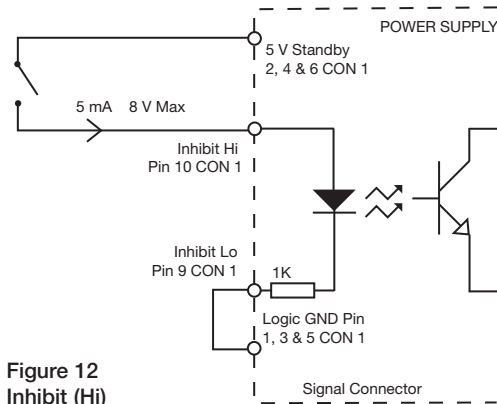 POWER SUPPLY
5 V Standby
2, 4 & 6 CON 1
5 mA 8 V Max
Inhibit Hi
Pin 10 CON 1
Inhibit Lo
Pin 9 CON 1
1K
Logic GND Pin
1, 3 & 5 CON 1
Figure 12
Inhibit (Hi)
Signal Connector